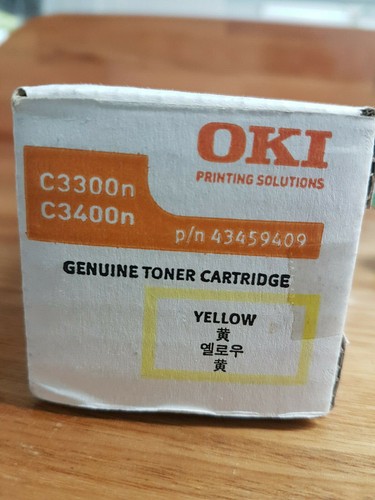 OKI
PRINTING SOLUTIONS
C3300n
C3400n
p/n 43459409
GENUINE TONER CARTRIDGE
YELLOW
黄
옐로우
黄